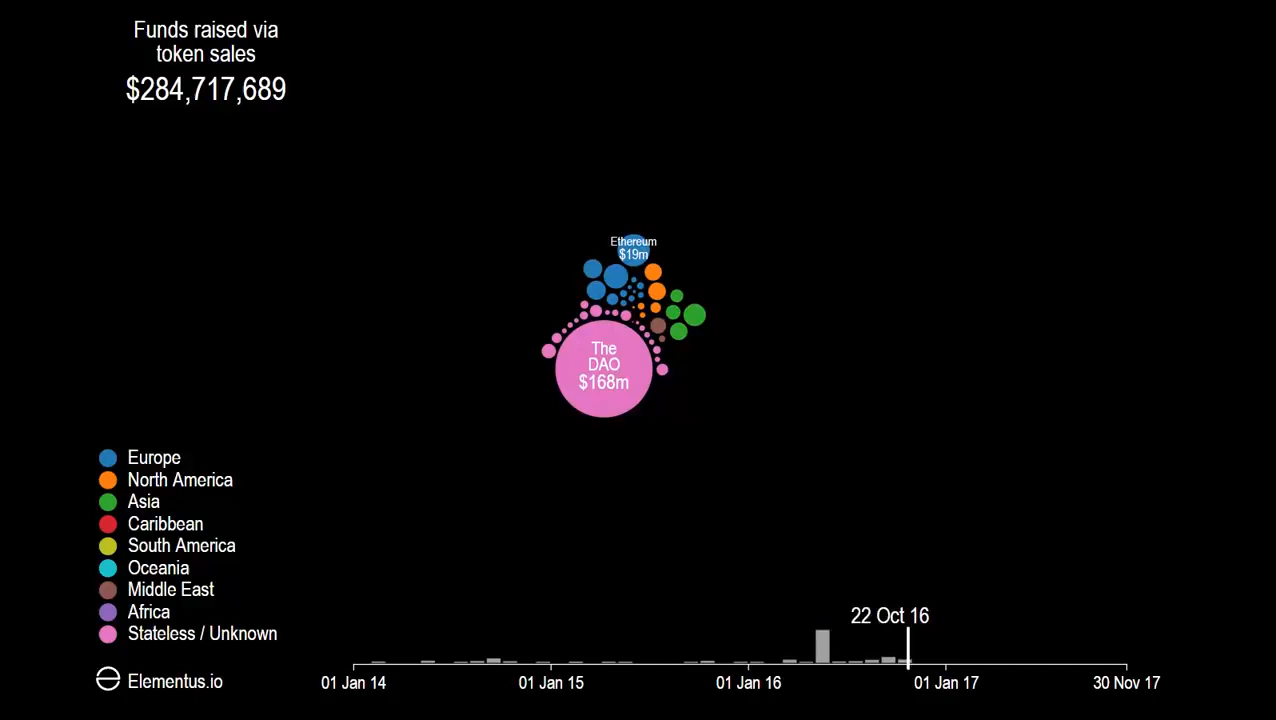 Funds raised via
token sales
$284,717,689
Ethereum
$19m
The
DAO
$168m
Europe
North America
Asia
Caribbean
South America
Oceania
Middle East
Africa
Stateless / Unknown
Elementus.io
22 Oct 16
01 Jan 14
01 Jan 15
01 Jan 16
01 Jan 17
30 Nov 17